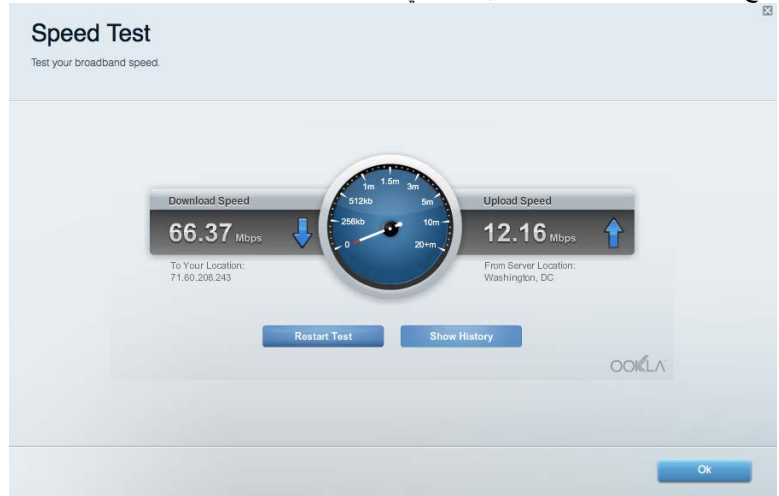 Speed Test
Test your broadband speed.
Download Speed
66.37 Mbps
To Your Location:
71.60.208.243
0
256kb
512kb
1m
1.5m
3m
5m
10m
20+m
Upload Speed
12.16 Mbps
From Server Location:
Washington, DC
Restart Test
Show History
OOKLA
Ok